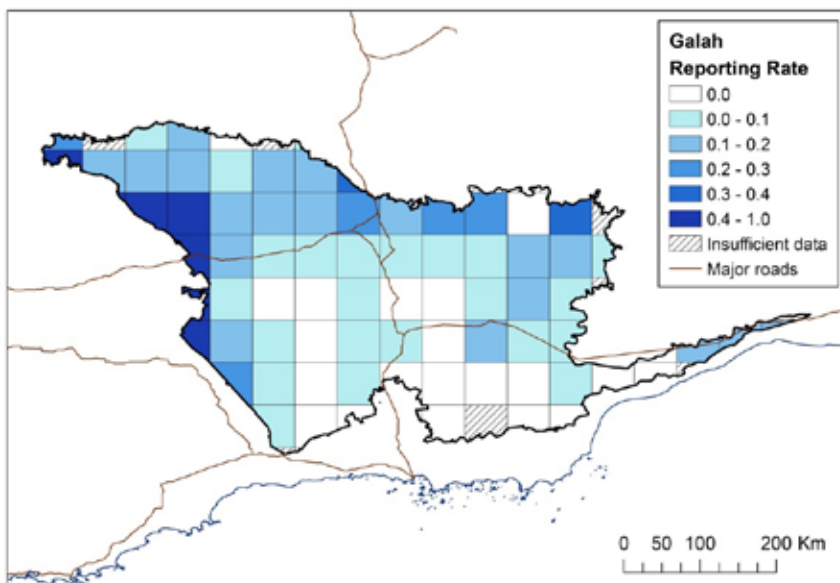 Galah
Reporting Rate
0.0
0.0 - 0.1
0.1 - 0.2
0.2 - 0.3
0.3 - 0.4
0.4 - 1.0
Insufficient data
Major roads
0 50 100 200 Km